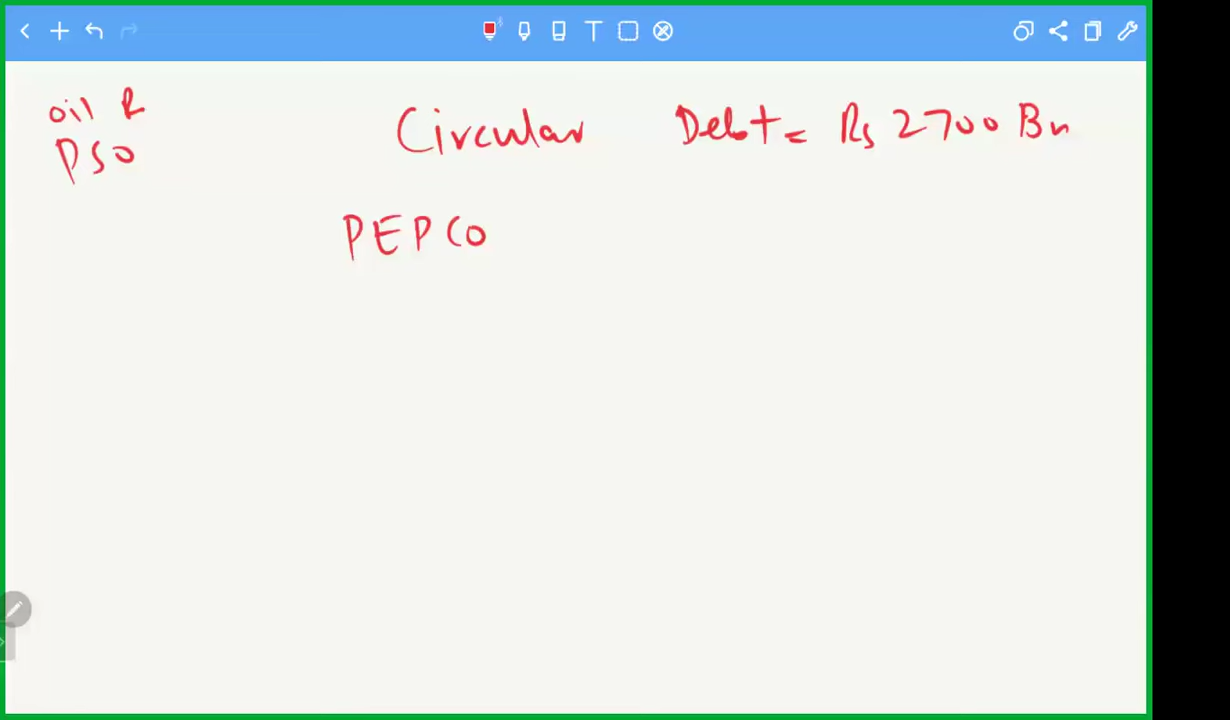 oil R
PSO
Circular Debt = Rs 2700 Bn
PEPCO